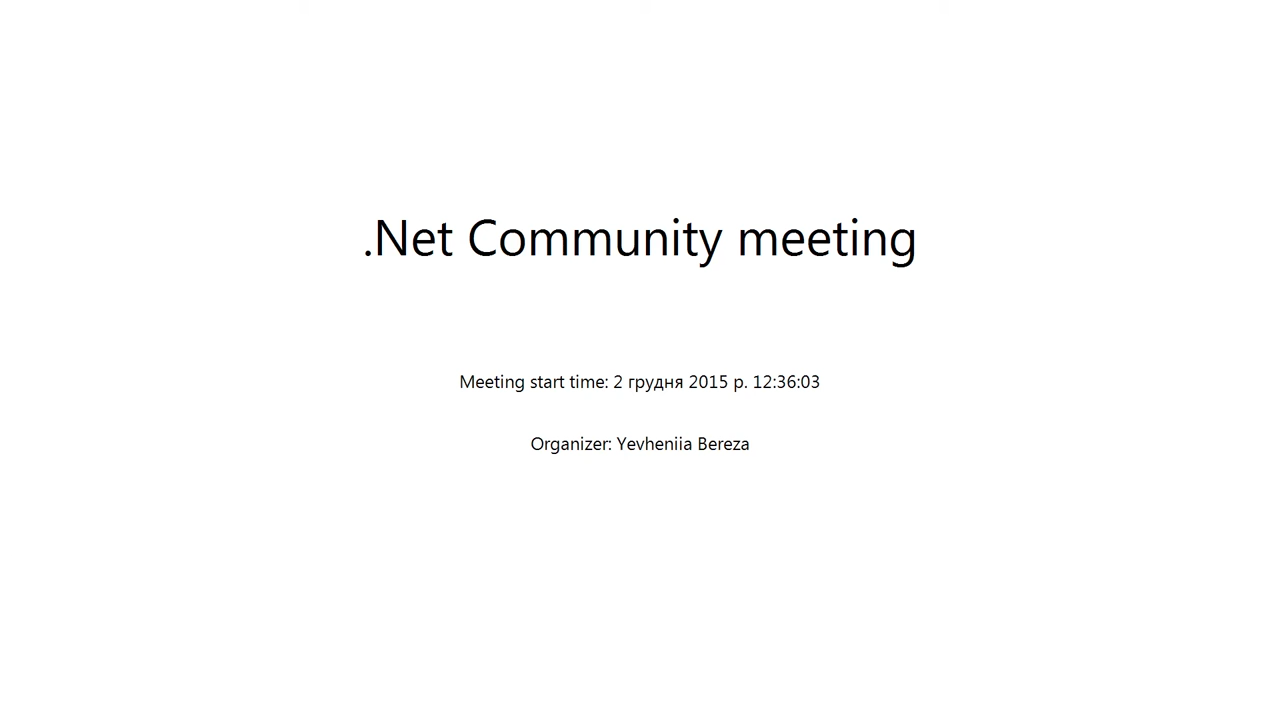 .Net Community meeting
Meeting start time: 2 грудня 2015 р. 12:36:03
Organizer: Yevheniia Bereza